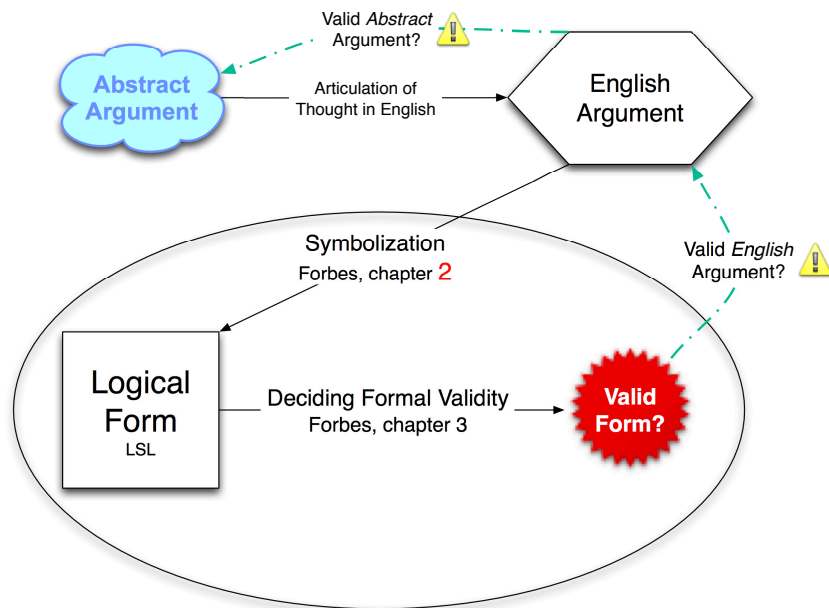 Valid Abstract
Argument?
Abstract
Argument
Articulation of
Thought in English
English
Argument
Symbolization
Forbes, chapter 2
Valid English
Argument?
Logical
Form
LSL
Deciding Formal Validity
Forbes, chapter 3
Valid
Form?